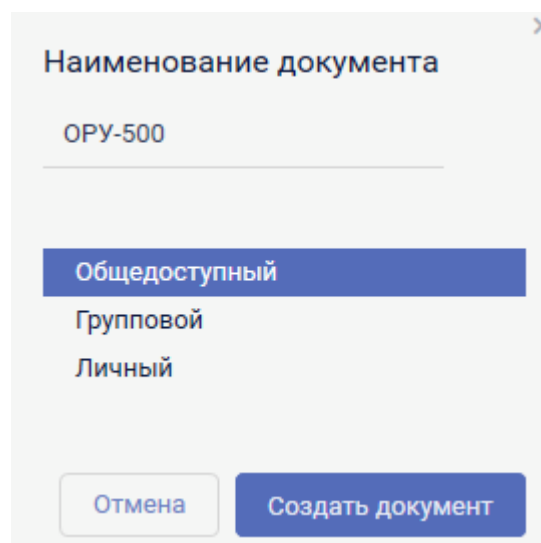 Наименование документа
ОРУ-500
Общедоступный
Групповой
Личный
Отмена
Создать документ